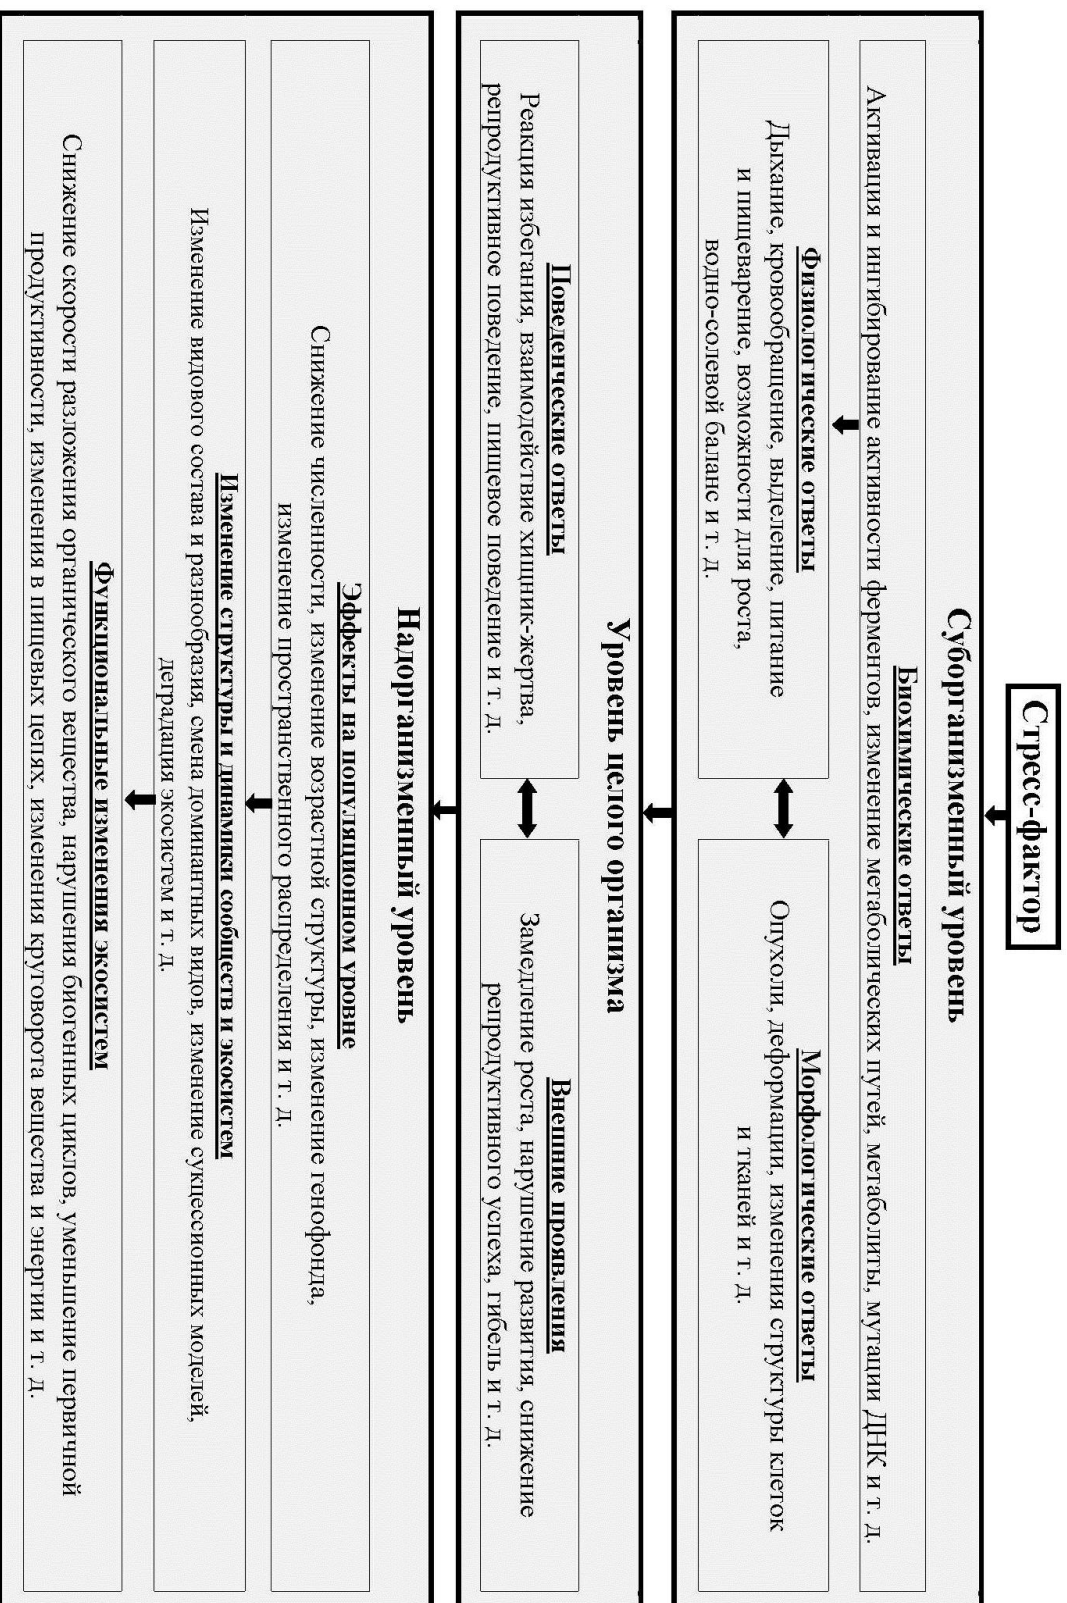 Стресс-фактор
Суборганизменный уровень
Биохимические ответы
Активация и ингибирование активности ферментов, изменение метаболических путей, метаболиты, мутации ДНК и т. д.
Физиологические ответы
Дыхание, кровообращение, выделение, питание
и пищеварение, возможности для роста,
водно-солевой баланс и т. д.
Морфологические ответы
Опухоли, деформации, изменения структуры клеток
и тканей и т. д.
Уровень целого организма
Поведенческие ответы
Реакция избегания, взаимодействие хищник-жертва,
репродуктивное поведение, пищевое поведение и т. д.
Внешние проявления
Замедление роста, нарушение развития, снижение
репродуктивного успеха, гибель и т. д.
Надорганизменный уровень
Эффекты на популяционном уровне
Снижение численности, изменение возрастной структуры, изменение генофонда,
изменение пространственного распределения и т. д.
Изменение структуры и динамики сообществ и экосистем
Изменение видового состава и разнообразия, смена доминантных видов, изменение сукцессионных моделей,
деградация экосистем и т. д.
Функциональные изменения экосистем
Снижение скорости разложения органического вещества, нарушения биогенных циклов, уменьшение первичной
продуктивности, изменения в пищевых цепях, изменения круговорота вещества и энергии и т. д.